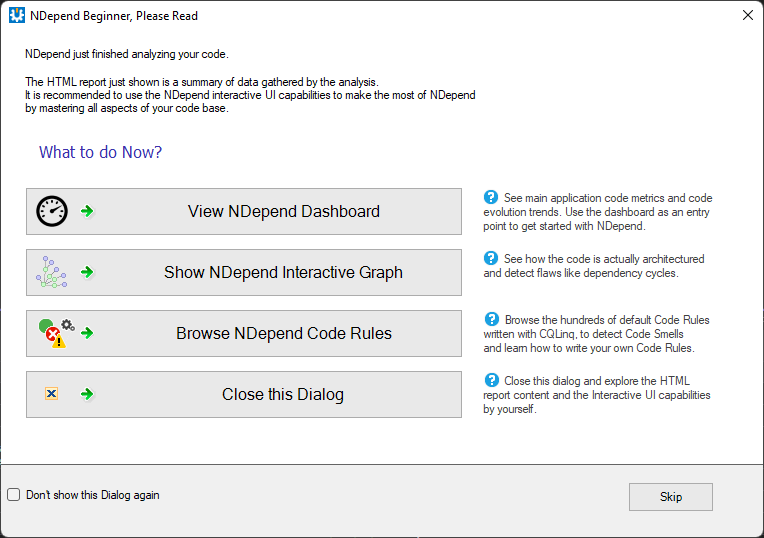 NDepend Beginner, Please Read
NDepend just finished analyzing your code.
The HTML report just shown is a summary of data gathered by the analysis.
It is recommended to use the NDepend interactive UI capabilities to make the most of NDepend
by mastering all aspects of your code base.
What to do Now?
View NDepend Dashboard
See main application code metrics and code
evolution trends. Use the dashboard as an entry
point to get started with NDepend.
Show NDepend Interactive Graph
See how the code is actually architectured
and detect flaws like dependency cycles.
Browse NDepend Code Rules
Browse the hundreds of default Code Rules
written with CQLinq, to detect Code Smells
and learn how to write your own Code Rules.
Close this Dialog
Close this dialog and explore the HTML
report content and the Interactive UI capabilities
by yourself.
Don't show this Dialog again
Skip